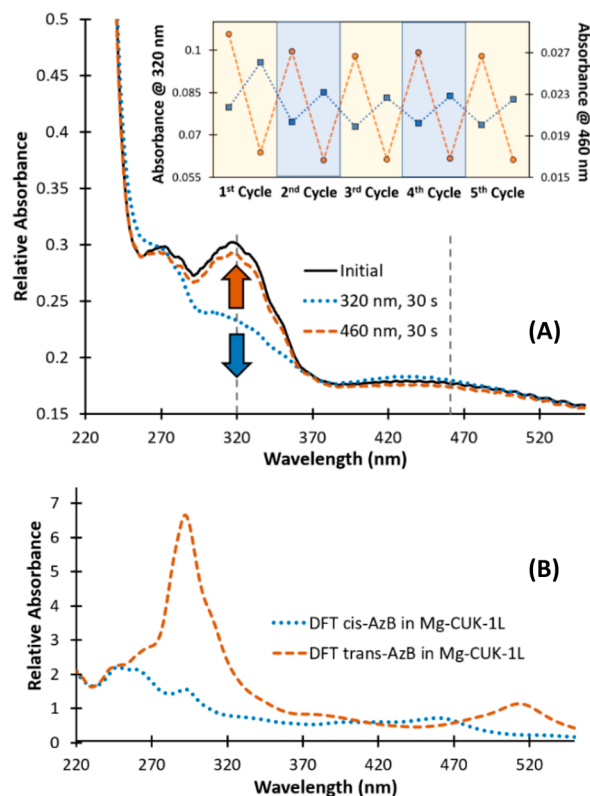 (A)
0.5
0.45
0.4
0.35
0.3
0.25
0.2
0.15
Relative Absorbance
220 270 320 370 420 470 520
Wavelength (nm)
Absorbance @ 320 nm
0.1
0.085
0.07
0.055
Absorbance @ 460 nm
0.027
0.023
0.019
0.015
1st Cycle 2nd Cycle 3rd Cycle 4th Cycle 5th Cycle
Initial
320 nm, 30 s
460 nm, 30 s
(B)
7
6
5
4
3
2
1
0
Relative Absorbance
DFT cis-AzB in Mg-CUK-1L
DFT trans-AzB in Mg-CUK-1L
220 270 320 370 420 470 520
Wavelength (nm)